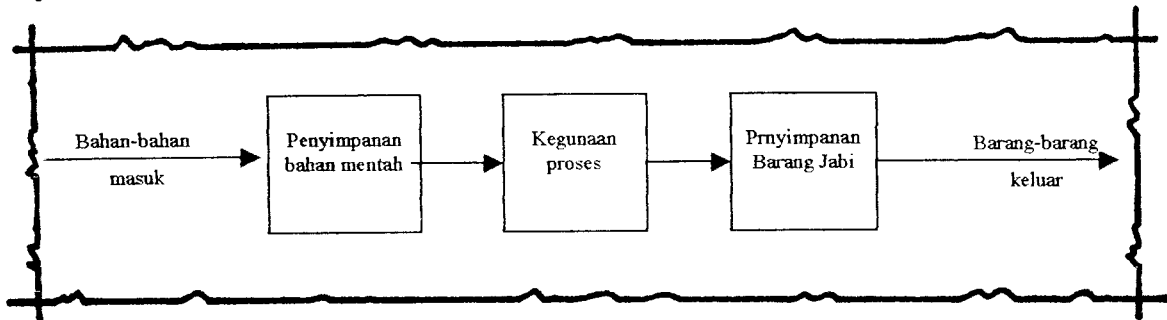 Bahan-bahan
masuk
Penyimpanan
bahan mentah
Kegunaan
proses
Prnyimpanan
Barang Jabi
Barang-barang
keluar